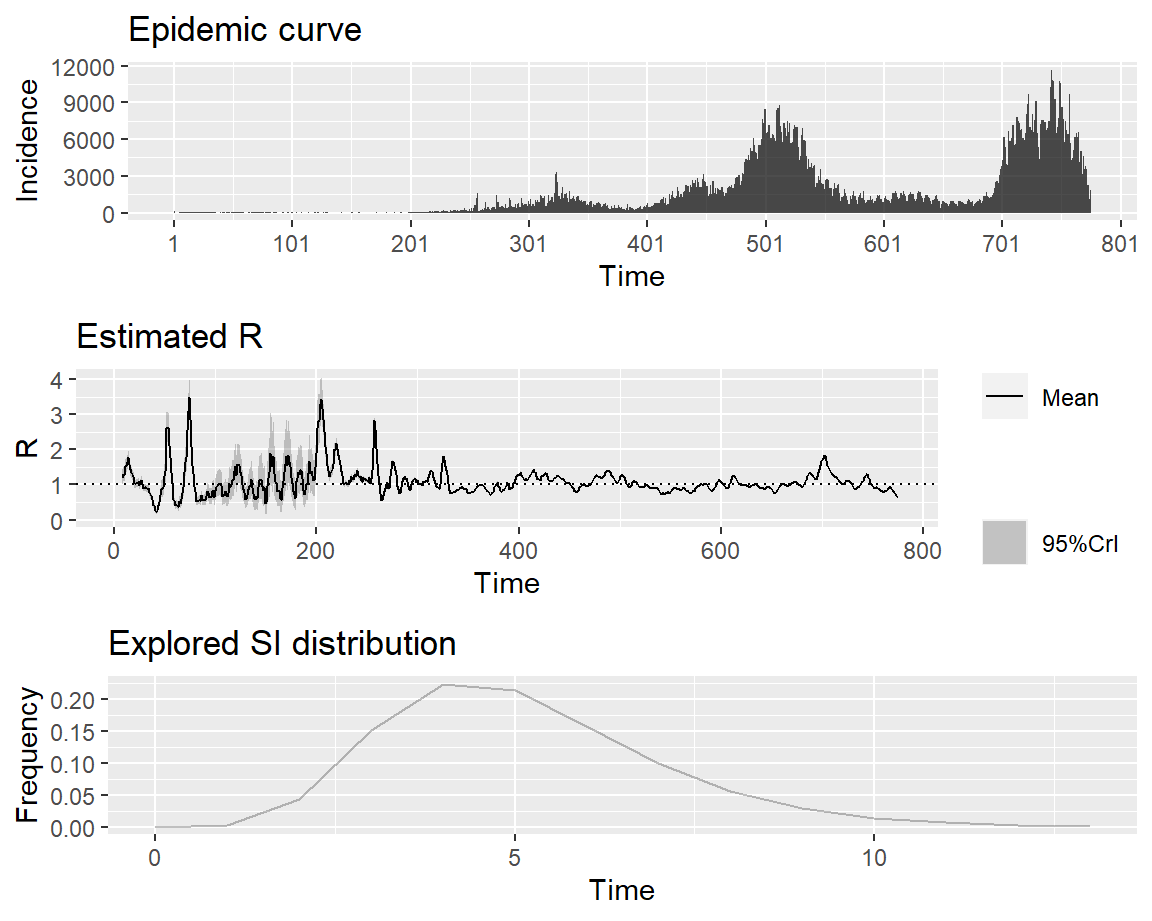 Epidemic curve
12000
9000
6000
3000
0
Incidence
1 101 201 301 401 501 601 701 801
Time
Estimated R
4
3
2
1
0
R
0 200 400 600 800
Time
Mean
95%CrI
Explored SI distribution
0.20
0.15
0.10
0.05
0.00
Frequency
0 5 10
Time